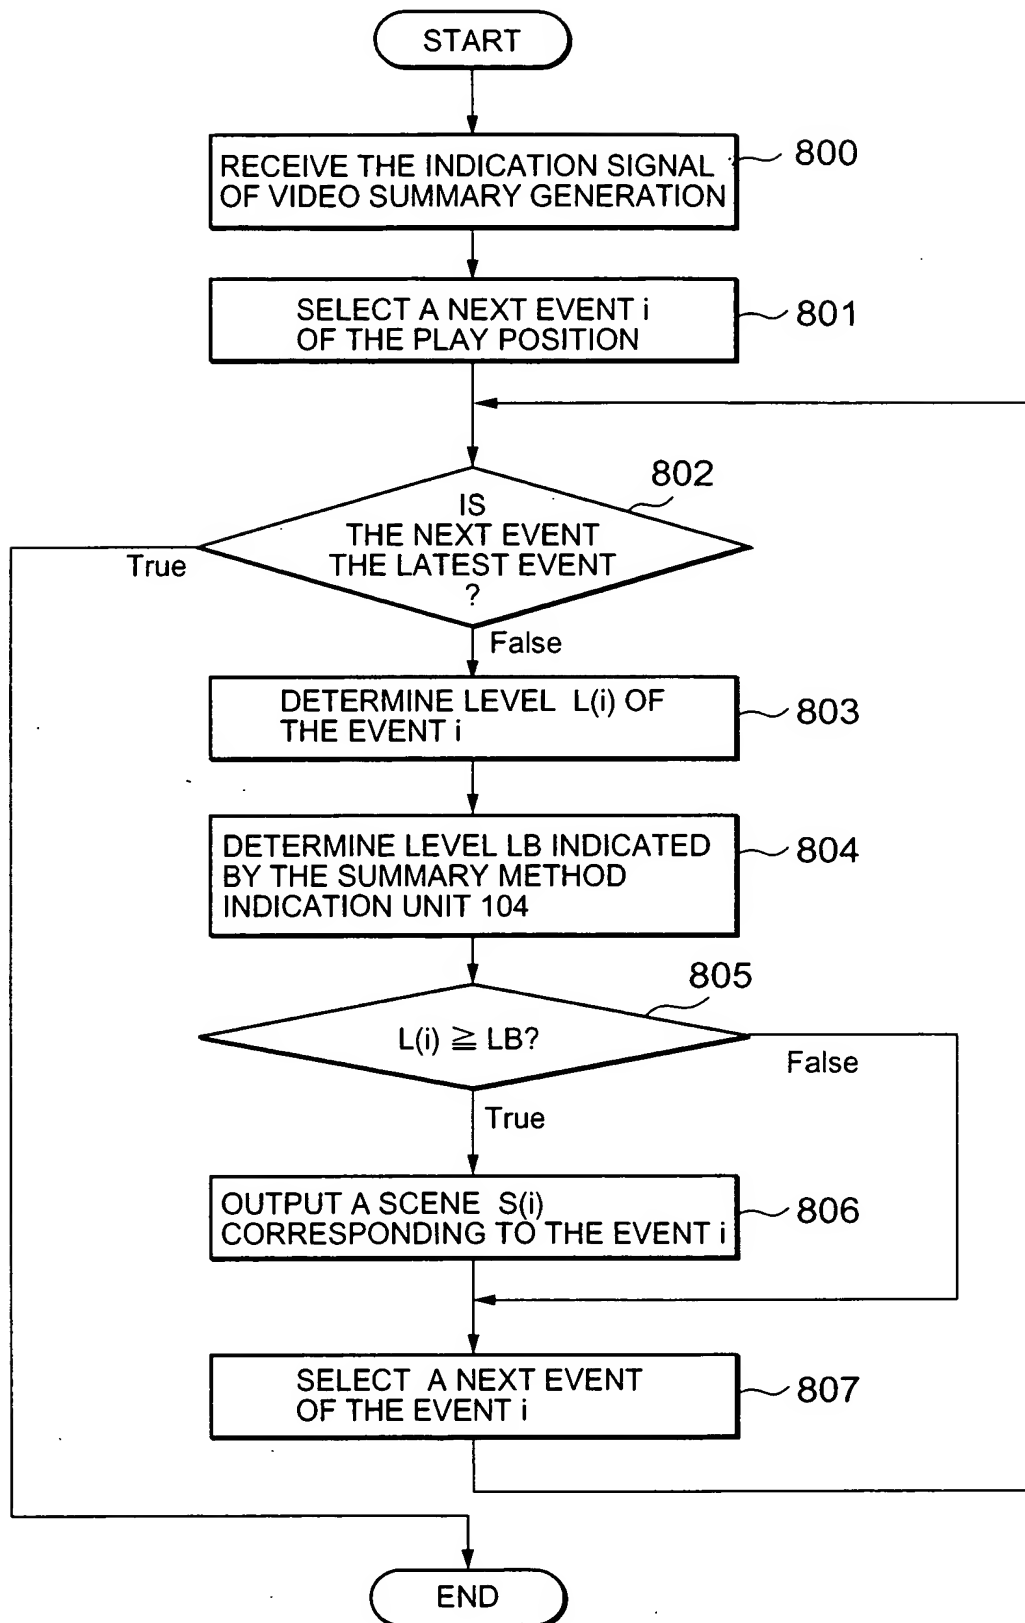 START
RECEIVE THE INDICATION SIGNAL
OF VIDEO SUMMARY GENERATION
800
SELECT A NEXT EVENT i
OF THE PLAY POSITION
801
802
IS
THE NEXT EVENT
THE LATEST EVENT
?
True
False
DETERMINE LEVEL L(i) OF
THE EVENT i
803
DETERMINE LEVEL LB INDICATED
BY THE SUMMARY METHOD
INDICATION UNIT 104
804
805
L(i) ≧ LB?
False
True
OUTPUT A SCENE S(i)
CORRESPONDING TO THE EVENT i
806
SELECT A NEXT EVENT
OF THE EVENT i
807
END